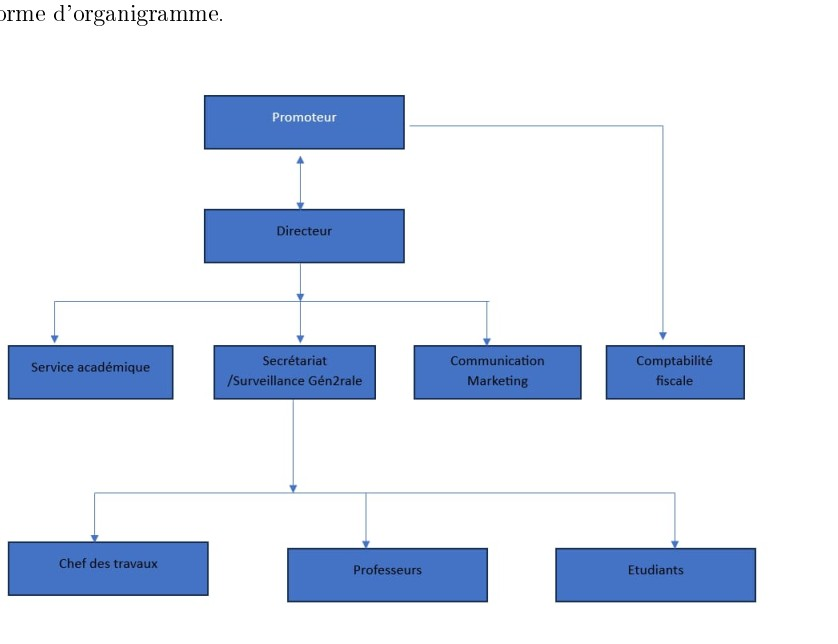 orme d'organigramme.
Promoteur
Directeur
Service académique
Secrétariat
/Surveillance Gén2rale
Communication
Marketing
Comptabilité
fiscale
Chef des travaux
Professeurs
Etudiants